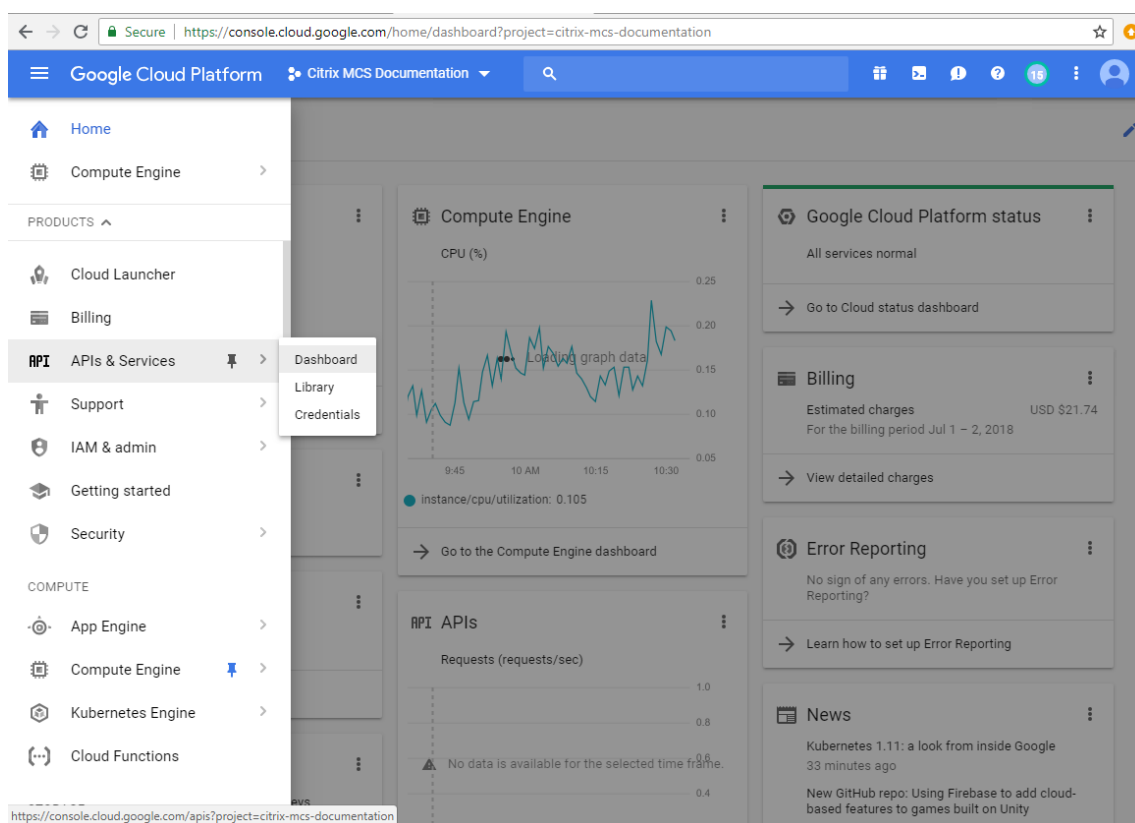 Secure | https://console.cloud.google.com/home/dashboard?project=citrix-mcs-documentation
Google Cloud Platform
Citrix MCS Documentation
15
Home
Compute Engine
PRODUCTS
Cloud Launcher
Billing
API APIs & Services
Support
IAM & admin
Getting started
Security
COMPUTE
App Engine
Compute Engine
Kubernetes Engine
Cloud Functions
https://console.cloud.google.com/apis?project=citrix-mcs-documentation
Dashboard
Library
Credentials
Compute Engine
CPU (%)
0.25
0.20
Loading graph data
0.15
0.10
0.05
9:45 10 AM 10:15 10:30
instance/cpu/utilization: 0.105
Go to the Compute Engine dashboard
API APIs
Requests (requests/sec)
1.0
0.8
0.6
No data is available for the selected time frame.
0.4
Google Cloud Platform status
All services normal
Go to Cloud status dashboard
Billing
Estimated charges USD $21.74
For the billing period Jul 1 – 2, 2018
View detailed charges
Error Reporting
No sign of any errors. Have you set up Error
Reporting?
Learn how to set up Error Reporting
News
Kubernetes 1.11: a look from inside Google
33 minutes ago
New GitHub repo: Using Firebase to add cloud-
based features to games built on Unity